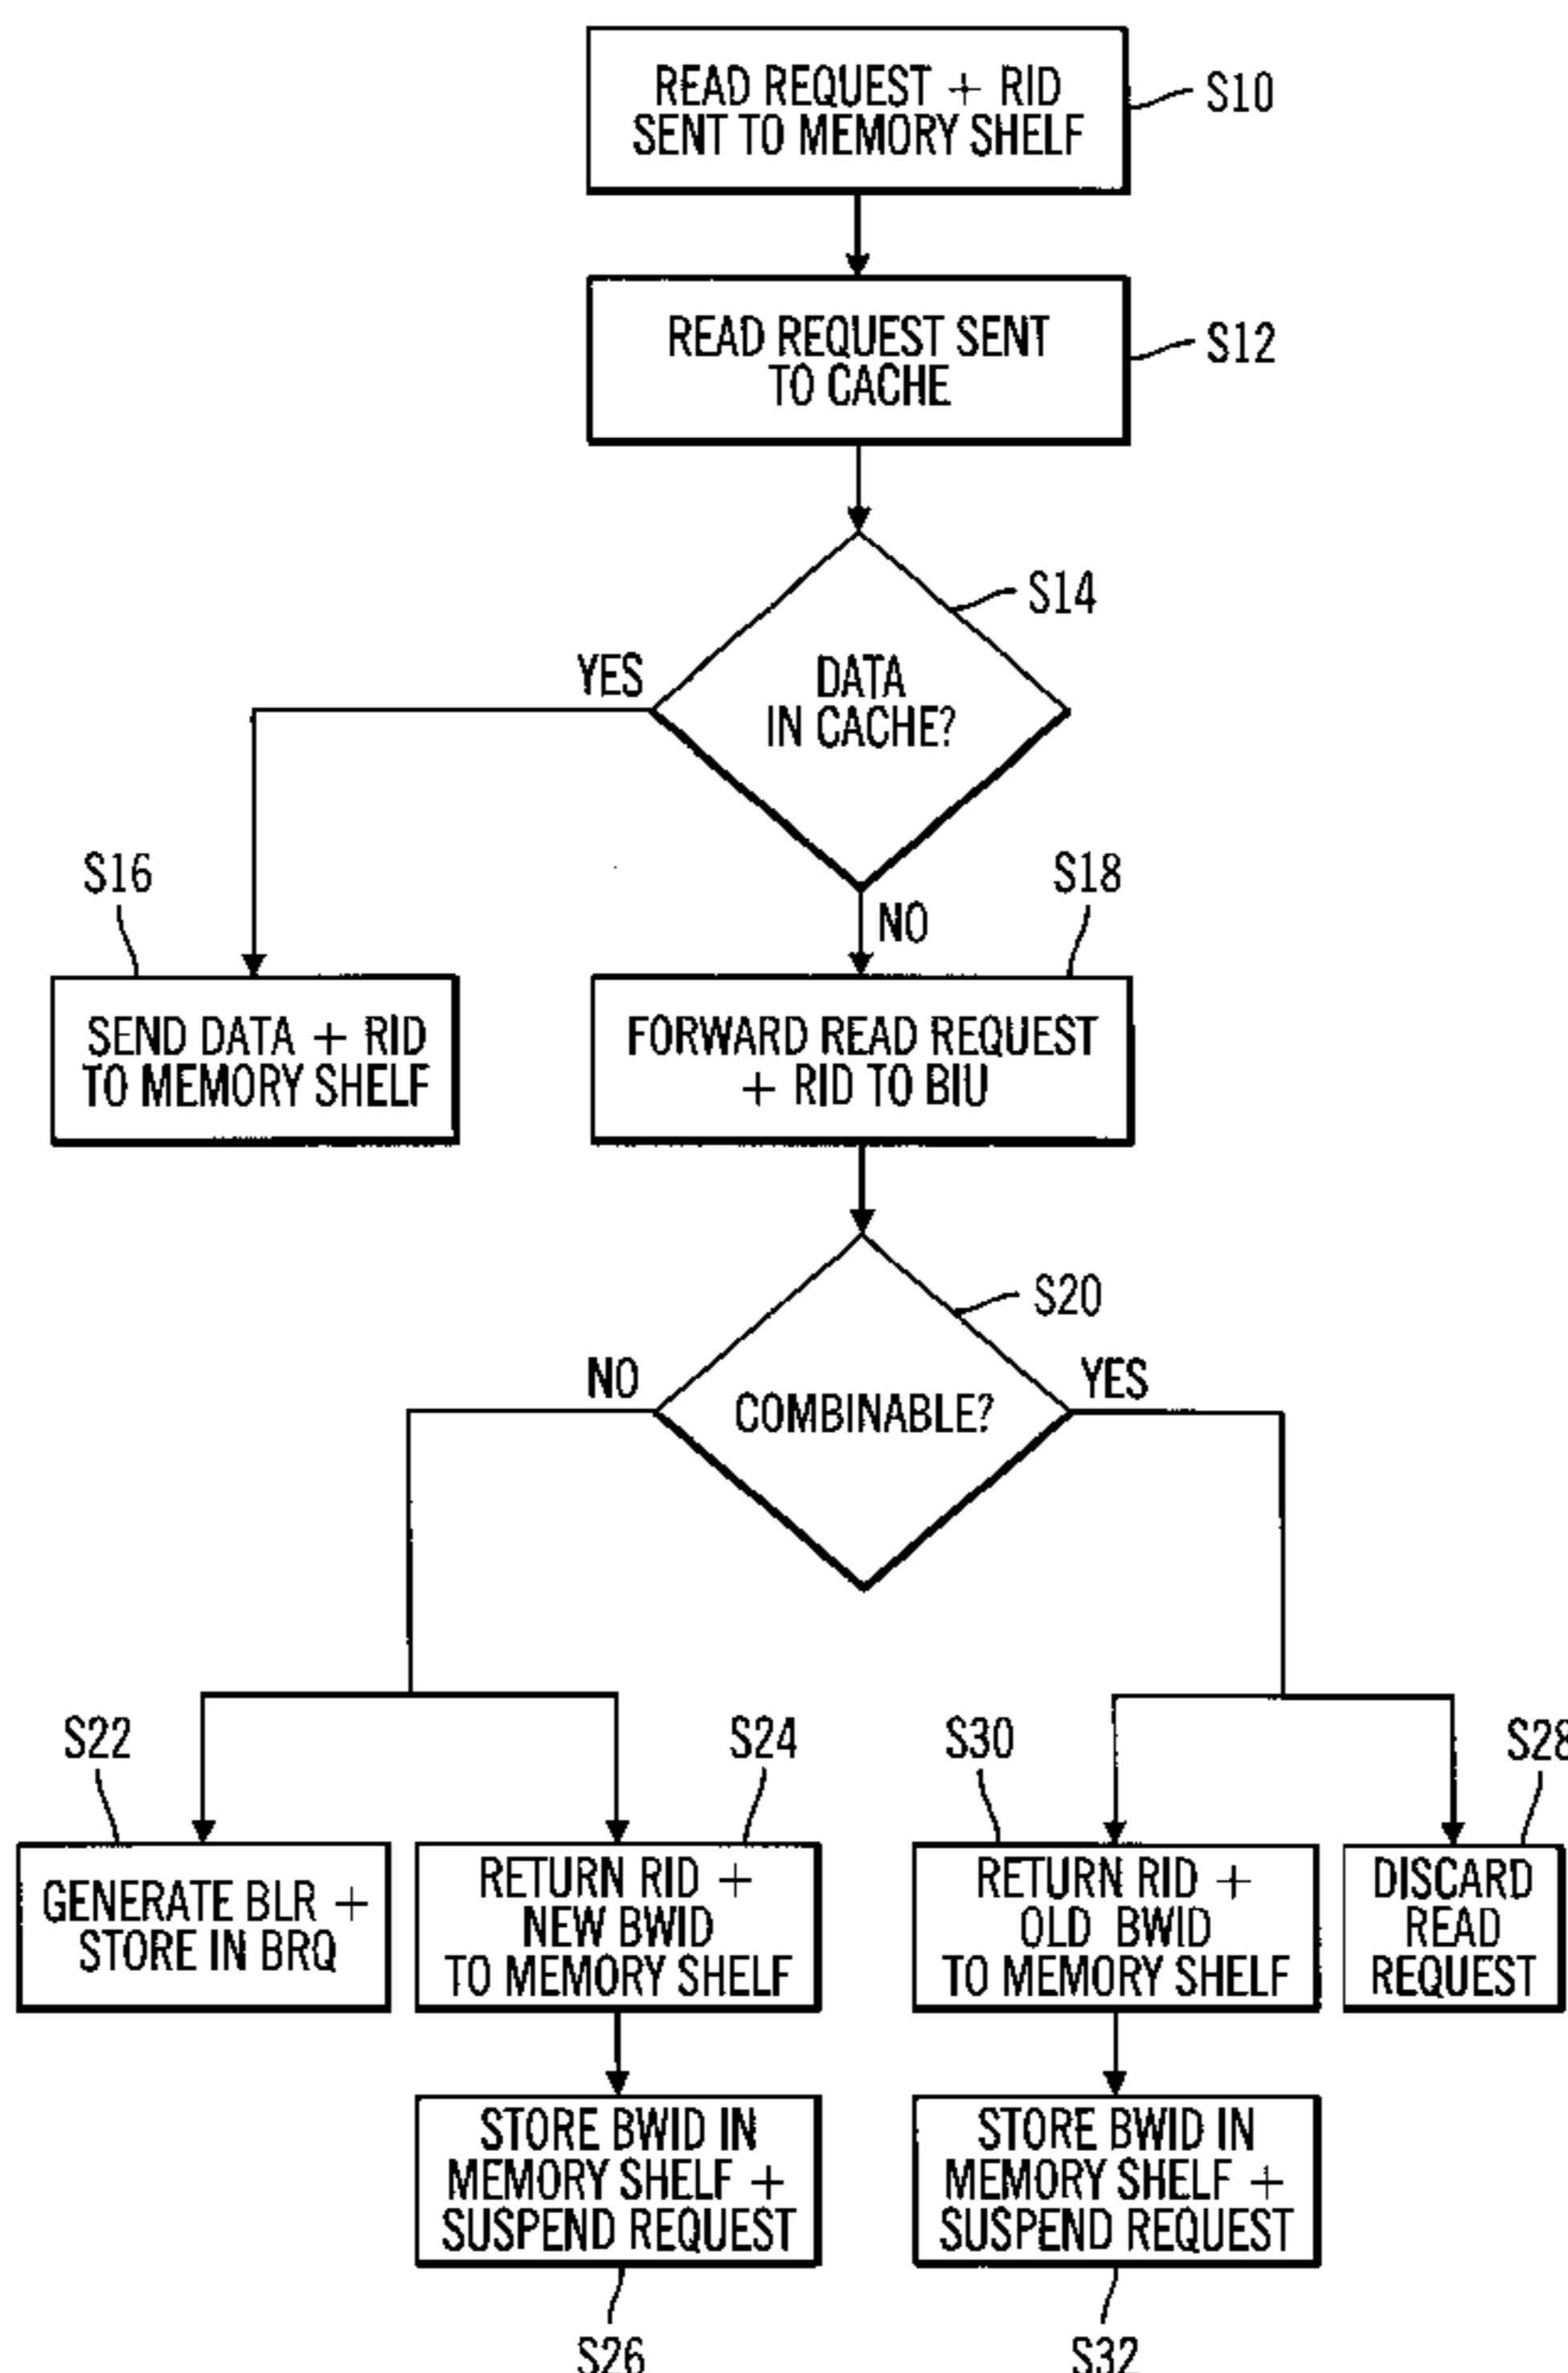 READ REQUEST + RID
SENT TO MEMORY SHELF
S10
READ REQUEST SENT
TO CACHE
S12
S14
DATA
IN CACHE?
YES
NO
S16
S18
SEND DATA + RID
TO MEMORY SHELF
FORWARD READ REQUEST
+ RID TO BIU
S20
NO
COMBINABLE?
YES
S22
S24
S30
S28
GENERATE BLR +
STORE IN BRQ
RETURN RID +
NEW BWID
TO MEMORY SHELF
RETURN RID +
OLD BWID
TO MEMORY SHELF
DISCARD
READ
REQUEST
STORE BWID IN
MEMORY SHELF +
SUSPEND REQUEST
STORE BWID IN
MEMORY SHELF +
SUSPEND REQUEST
S26
S32